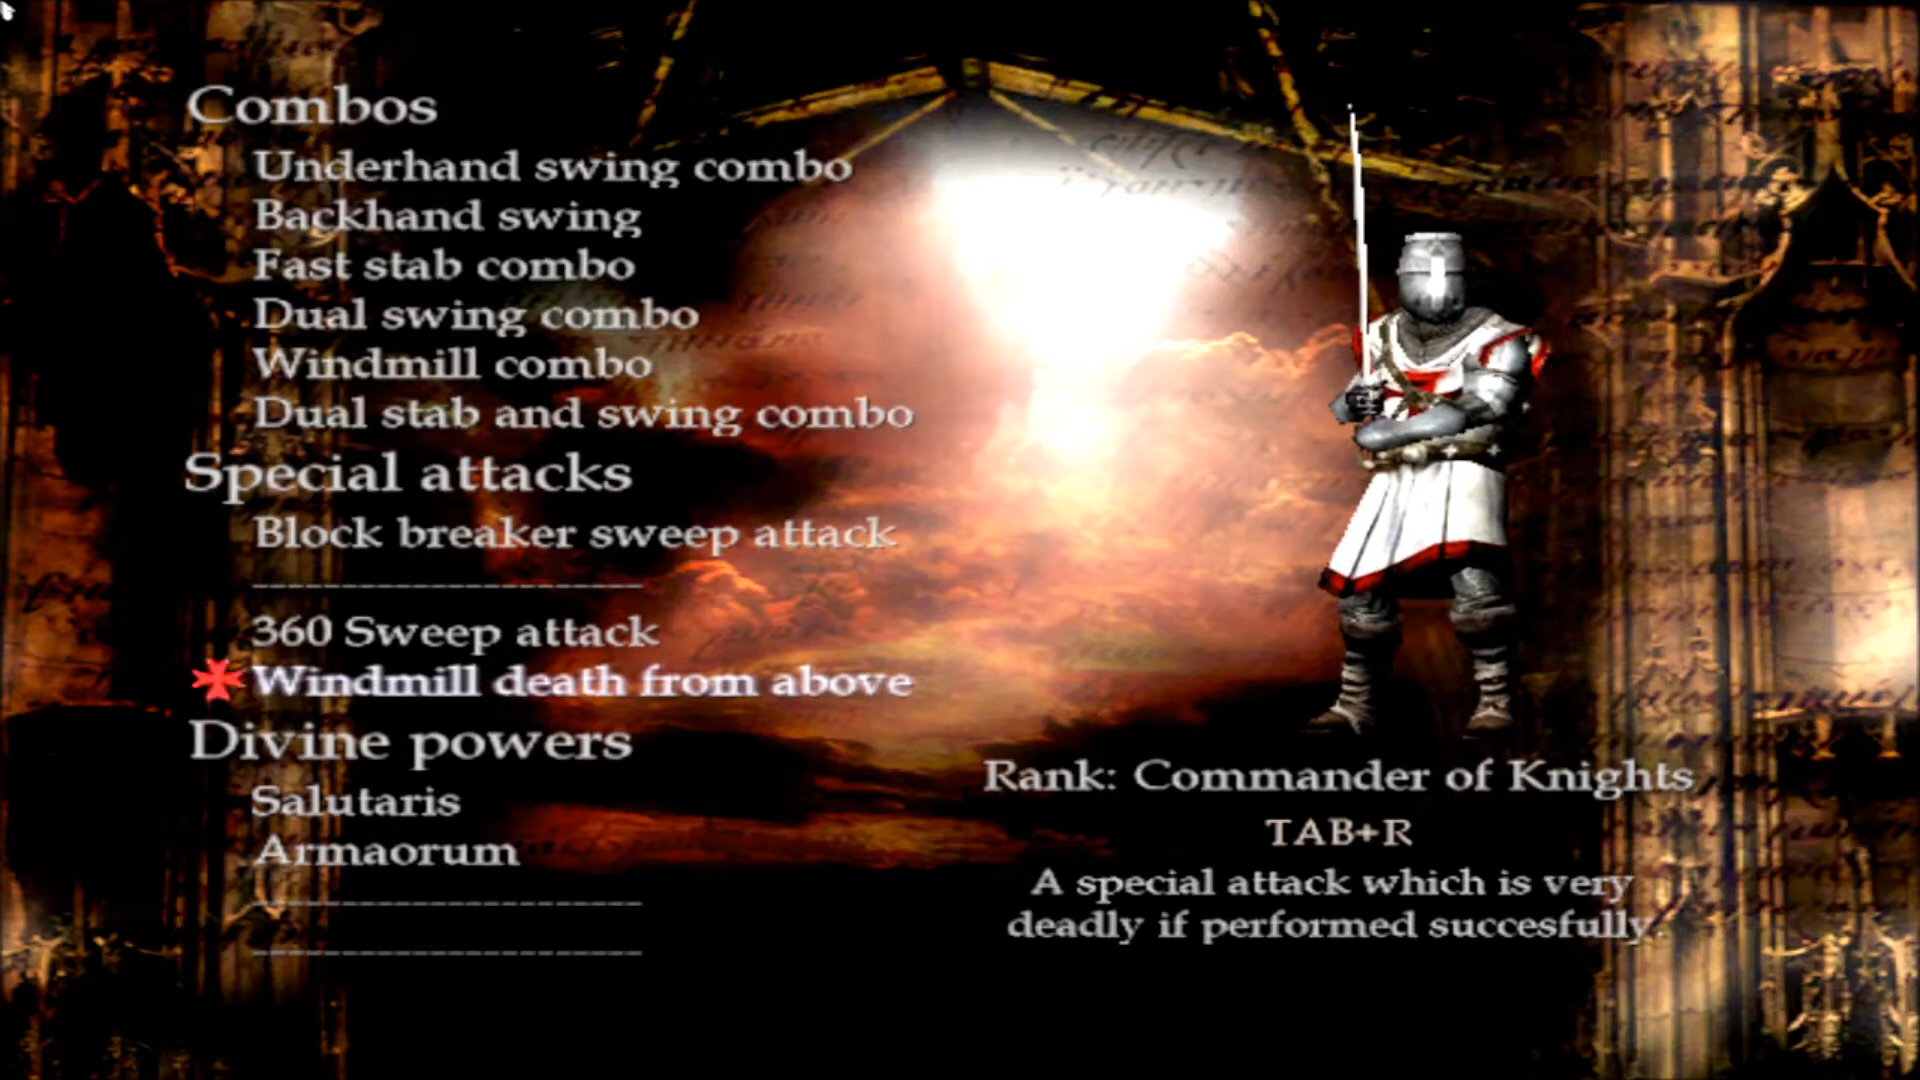 Combos
Underhand swing combo
Backhand swing
Fast stab combo
Dual swing combo
Windmill combo
Dual stab and swing combo
Special attacks
Block breaker sweep attack
----------------------
360 Sweep attack
Windmill death from above
Divine powers
Salutaris
Armaorum
----------------------
----------------------
Rank: Commander of Knights
TAB+R
A special attack which is very
deadly if performed succesfully.